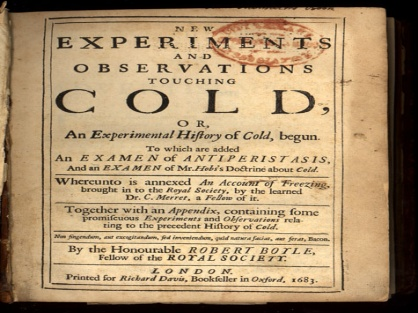 NEW
EXPERIMENTS
AND
OBSERVATIONS
TOUCHING
COLD,
OR,
An Experimental Hiſtory of Cold, begun.
To which are added
An EXAMEN of ANTIPERISTASIS,
And an EXAMEN of Mr. Hobs's Doctrine about Cold.
Whereunto is annexed An Account of Freezing,
brought in to the Royal Society, by the learned
Dr. C. Merret, a Fellow of it.
Together with an Appendix, containing ſome
promiſcuous Experiments and Obſervations rela-
ting to the precedent Hiſtory of Cold.
Non fingendum, aut excogitandum, ſed inveniendum, quid natura faciat, aut ferat, Bacon.
By the Honourable ROBERT BOYLE,
Fellow of the ROYAL SOCIETY.
LONDON,
Printed for Richard Davis, Bookſeller in Oxford, 1683.